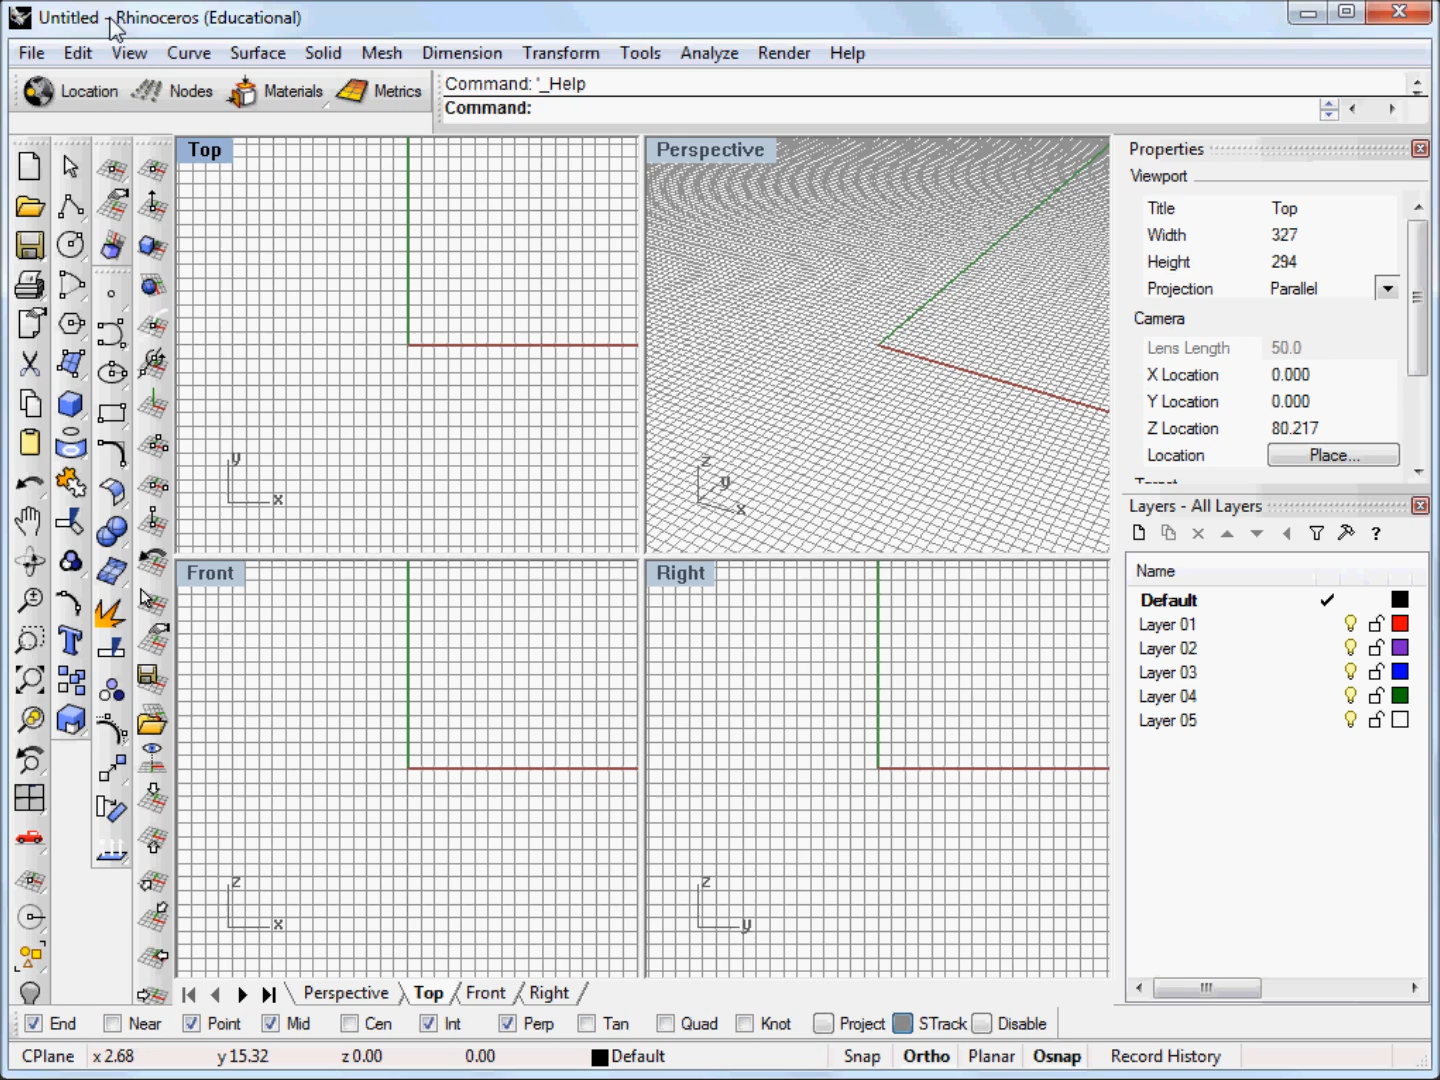 Untitled - Rhinoceros (Educational)
File Edit View Curve Surface Solid Mesh Dimension Transform Tools Analyze Render Help
Location Nodes Materials Metrics
Command: '_Help
Command:
Top
Perspective
Properties
Viewport
Title Top
Width 327
Height 294
Projection Parallel
Camera
Lens Length 50.0
X Location 0.000
Y Location 0.000
Z Location 80.217
Location Place...
y
x
z
y
x
Layers - All Layers
?
Front
Right
Name
Default
Layer 01
Layer 02
Layer 03
Layer 04
Layer 05
z
x
z
y
Perspective Top Front Right
End Near Point Mid Cen Int Perp Tan Quad Knot Project STrack Disable
CPlane x 2.68 y 15.32 z 0.00 0.00 Default Snap Ortho Planar Osnap Record History